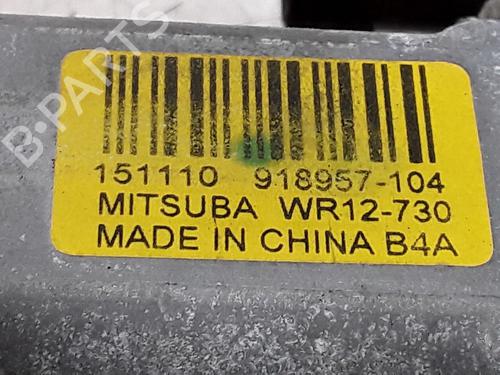 151110 918957-104
MITSUBA WR12-730
MADE IN CHINA B4A
B-PARTS